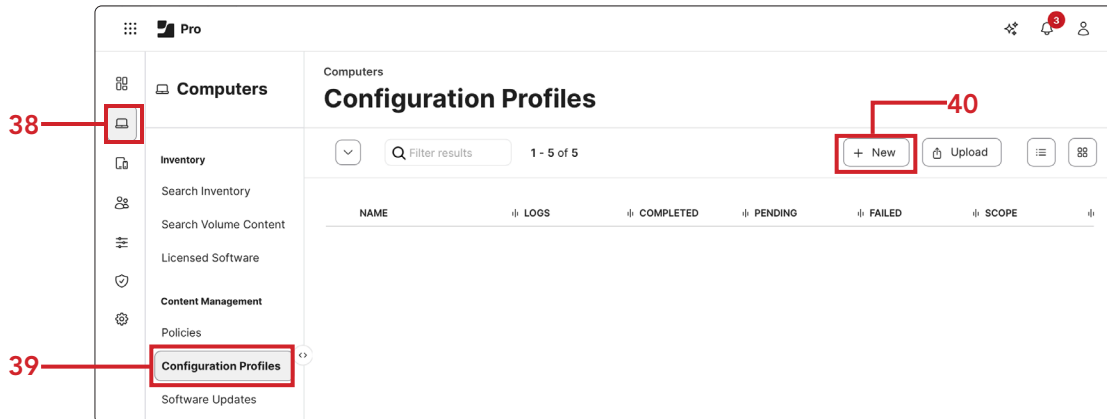 Pro
3
Computers
Computers
Configuration Profiles
38
40
Inventory
Filter results
1 - 5 of 5
+ New
Upload
Search Inventory
NAME
LOGS
COMPLETED
PENDING
FAILED
SCOPE
Search Volume Content
Licensed Software
Content Management
Policies
39
Configuration Profiles
Software Updates